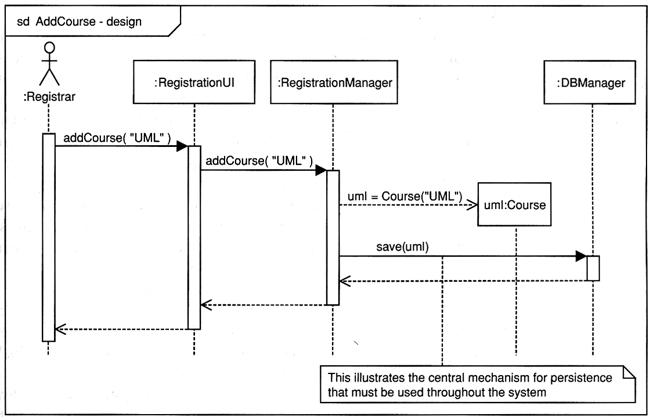 sd AddCourse - design
:Registrar
:RegistrationUI
:RegistrationManager
:DBManager
addCourse( "UML" )
addCourse( "UML" )
uml = Course("UML")
uml:Course
save(uml)
This illustrates the central mechanism for persistence
that must be used throughout the system